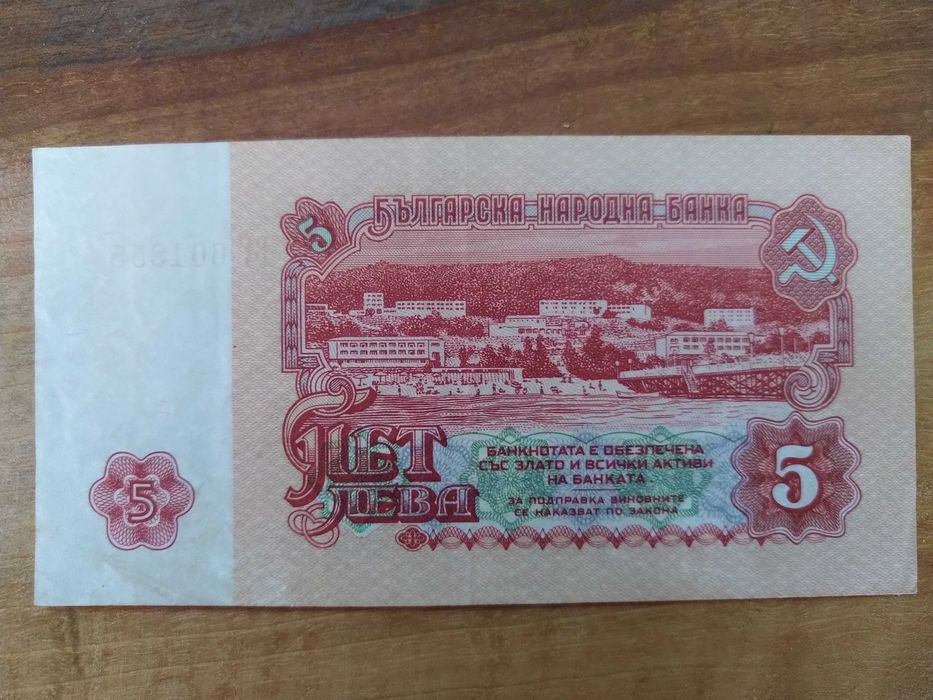 5
БЪЛГАРСКА НАРОДНА БАНКА
ПЕТ
ЛЕВА
БАНКНОТАТА Е ОБЕЗПЕЧЕНА
СЪС ЗЛАТО И ВСИЧКИ АКТИВИ
НА БАНКАТА.
ЗА ПОДПРАВКА ВИНОВНИТЕ
СЕ НАКАЗВАТ ПО ЗАКОНА
5
5